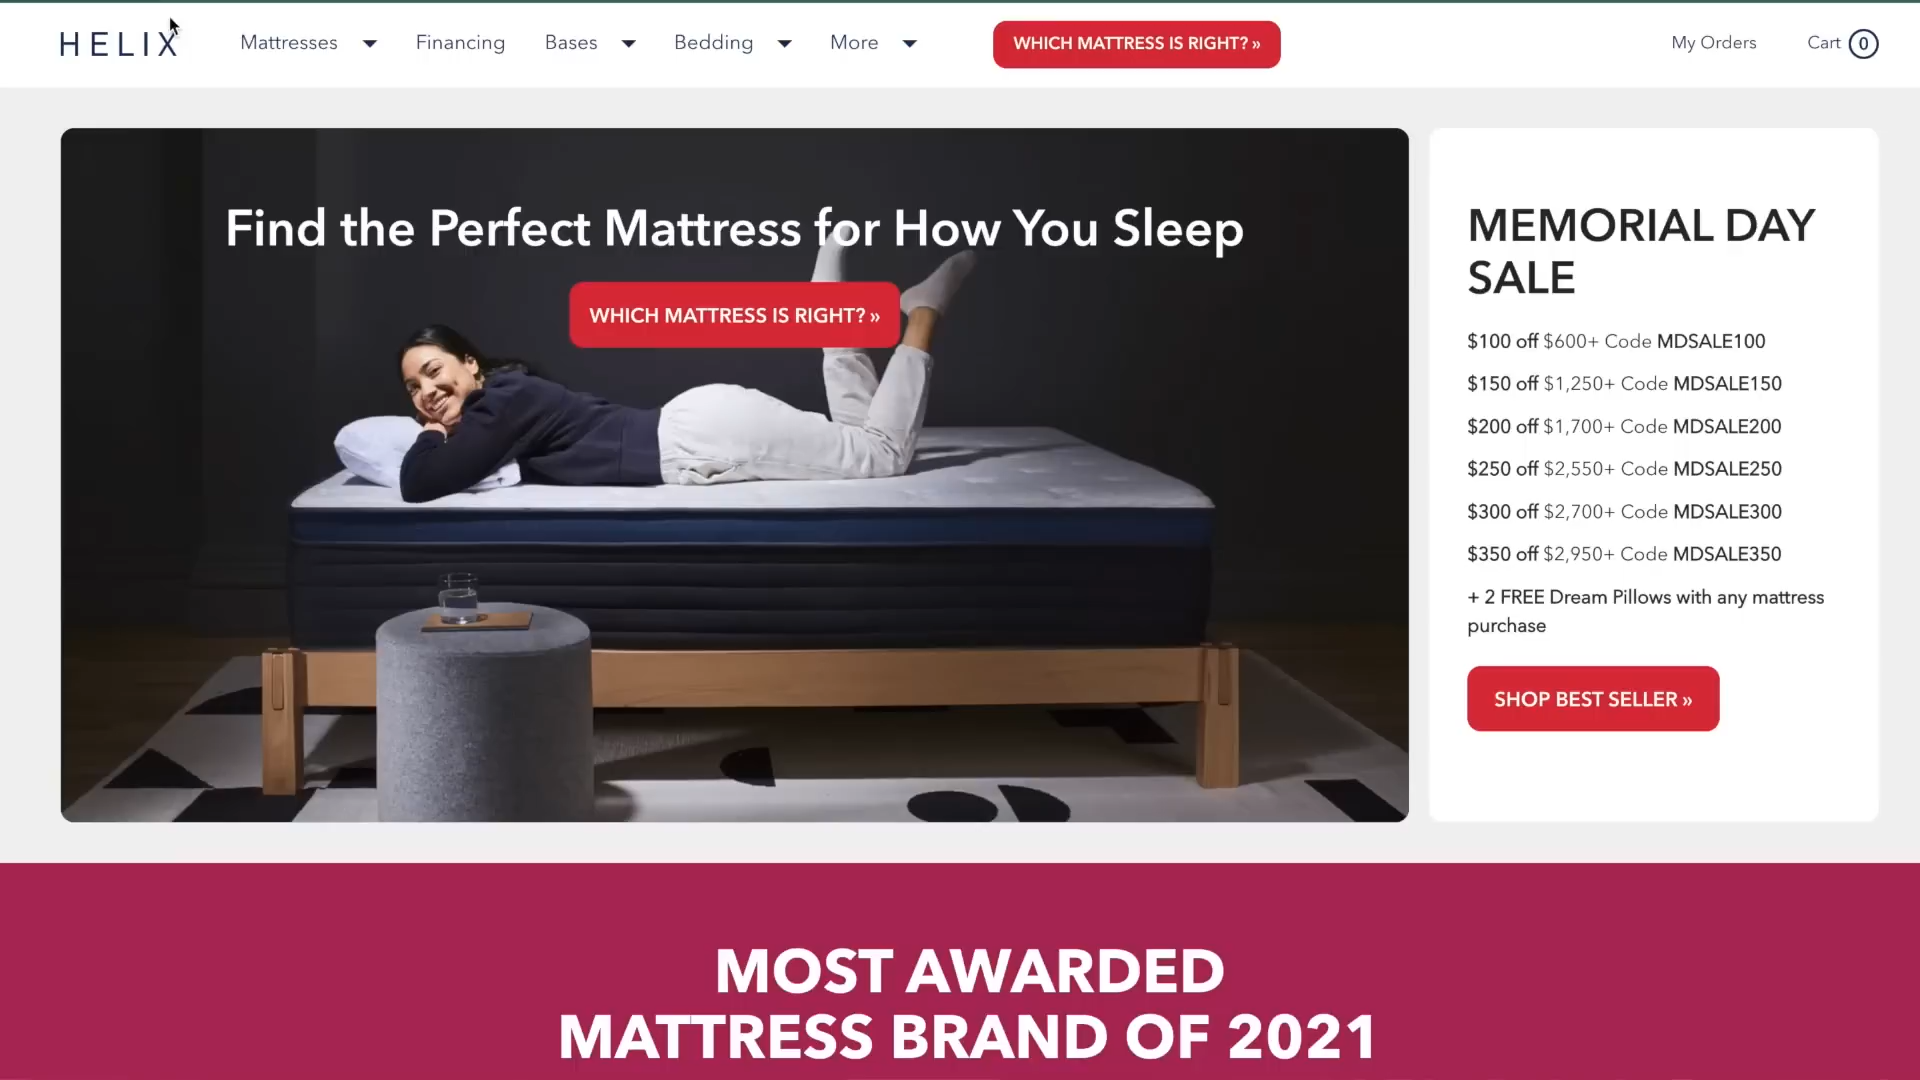 HELIX
Mattresses
Financing
Bases
Bedding
More
WHICH MATTRESS IS RIGHT? »
My Orders
Cart 0
Find the Perfect Mattress for How You Sleep
WHICH MATTRESS IS RIGHT? »
MEMORIAL DAY
SALE
$100 off $600+ Code MDSALE100
$150 off $1,250+ Code MDSALE150
$200 off $1,700+ Code MDSALE200
$250 off $2,550+ Code MDSALE250
$300 off $2,700+ Code MDSALE300
$350 off $2,950+ Code MDSALE350
+ 2 FREE Dream Pillows with any mattress
purchase
SHOP BEST SELLER »
MOST AWARDED
MATTRESS BRAND OF 2021